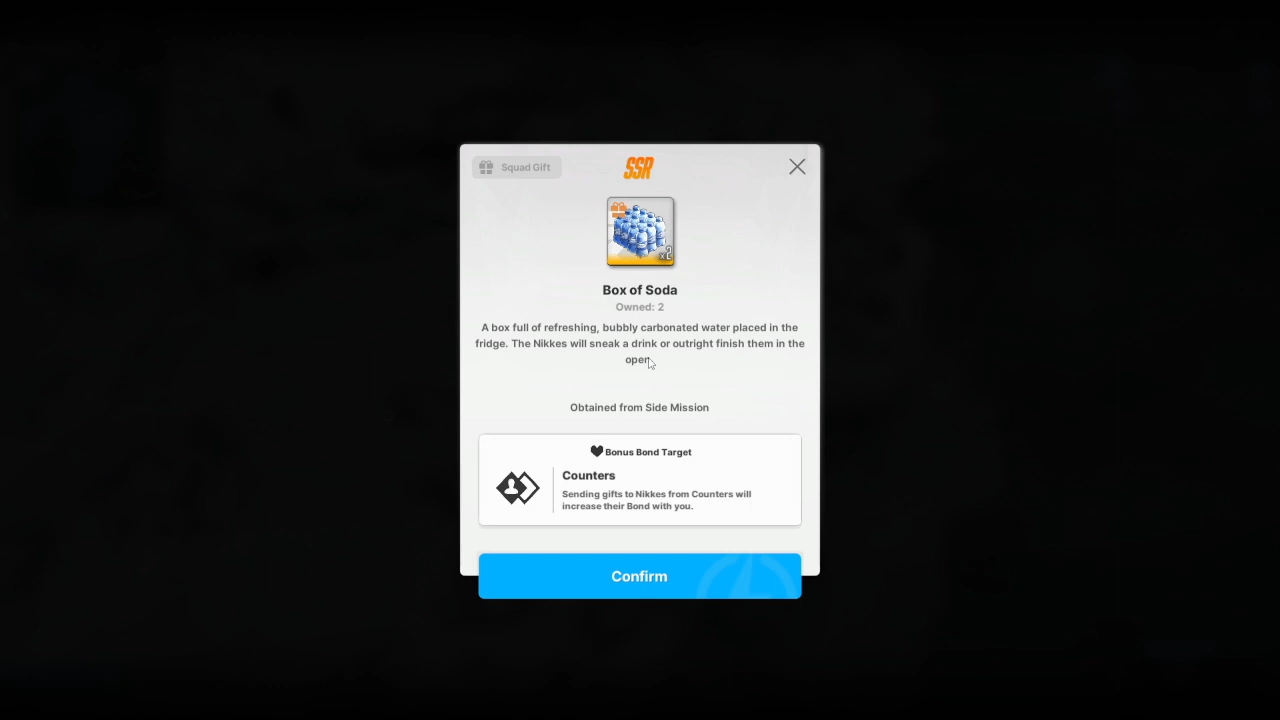 Squad Gift
SSR
x2
Box of Soda
Owned: 2
A box full of refreshing, bubbly carbonated water placed in the
fridge. The Nikkes will sneak a drink or outright finish them in the
open.
Obtained from Side Mission
Bonus Bond Target
Counters
Sending gifts to Nikkes from Counters will
increase their Bond with you.
Confirm